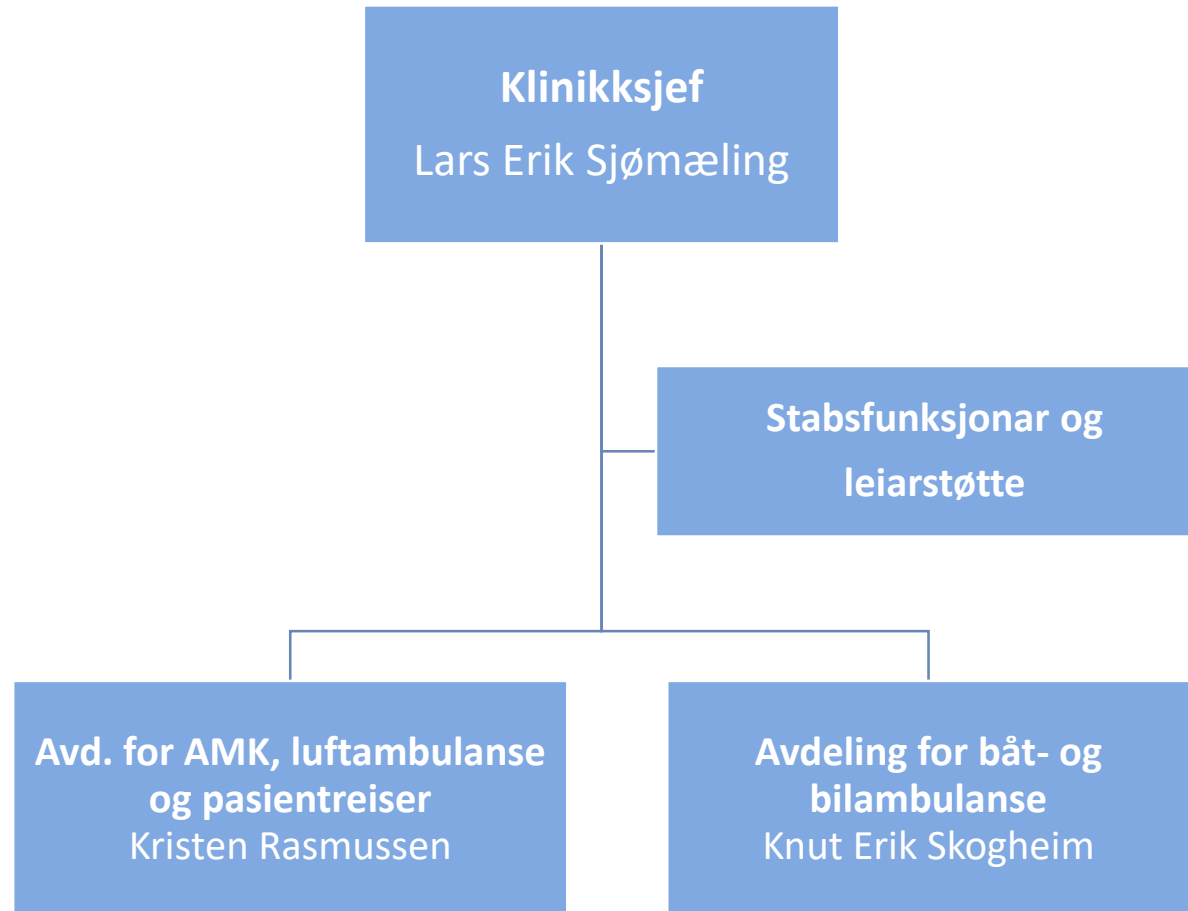 Klinikksjef
Lars Erik Sjømæling
Stabsfunksjonar og
leiarstøtte
Avd. for AMK, luftambulanse
og pasientreiser
Kristen Rasmussen
Avdeling for båt- og
bilambulanse
Knut Erik Skogheim